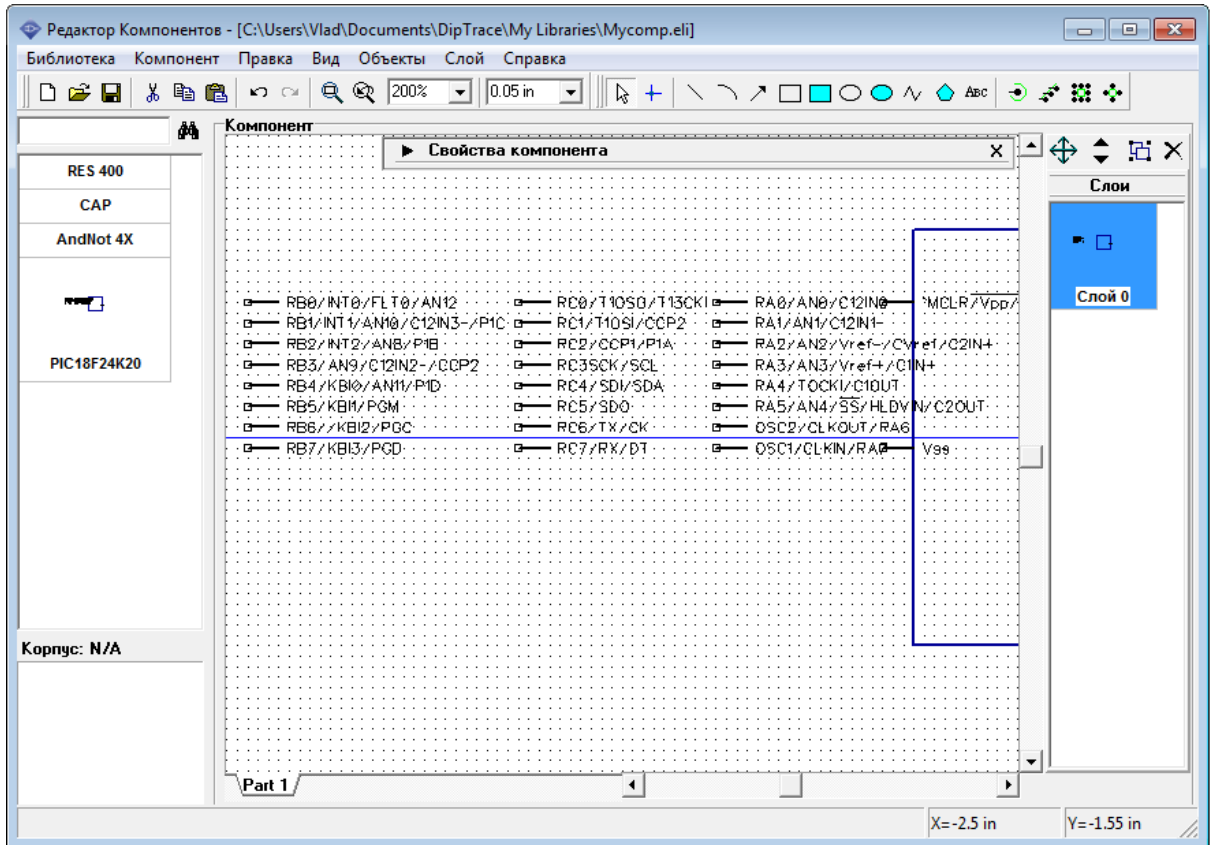 Редактор Компонентов - [C:\Users\Vlad\Documents\DipTrace\My Libraries\Mycomp.eli]
Библиотека Компонент Правка Вид Объекты Слой Справка
200% 0.05 in ABC
Компонент
Свойства компонента X
Слои
RES 400
CAP
AndNot 4X
PIC18F24K20
Слой 0
RB0/INT0/FLT0/AN12 RC0/T1OSO/T13CKI RA0/AN0/C12IN0 MCLR/Vpp/
RB1/INT1/AN10/C12IN3-/P1C RC1/T1OSI/CCP2 RA1/AN1/C12IN1-
RB2/INT2/AN8/P1B RC2/CCP1/P1A RA2/AN2/Vref-/CVref/C2IN+
RB3/AN9/C12IN2-/CCP2 RC3SCK/SCL RA3/AN3/Vref+/C1IN+
RB4/KBI0/AN11/P1D RC4/SDI/SDA RA4/TOCKI/C1OUT
RB5/KBI1/PGM RC5/SDO RA5/AN4/SS/HLDVIN/C2OUT
RB6//KBI2/PGC RC6/TX/CK OSC2/CLKOUT/RA6
RB7/KBI3/PGD RC7/RX/DT OSC1/CLKIN/RA Vss
Корпус: N/A
Part 1
X=-2.5 in Y=-1.55 in